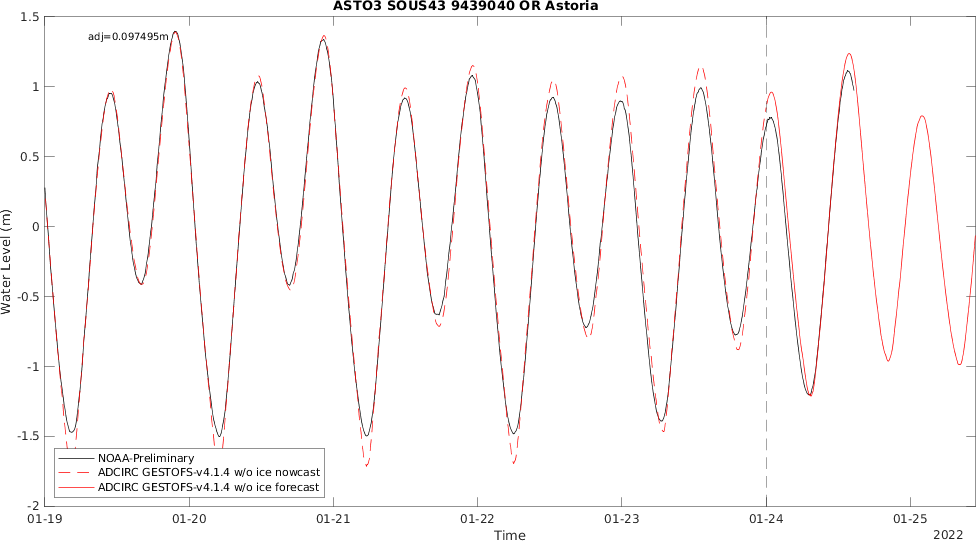 ASTO3 SOUS43 9439040 OR Astoria
adj=0.097495m
1.5
1
0.5
0
-0.5
-1
-1.5
-2
Water Level (m)
NOAA-Preliminary
ADCIRC GESTOFS-v4.1.4 w/o ice nowcast
ADCIRC GESTOFS-v4.1.4 w/o ice forecast
01-19 01-20 01-21 01-22 01-23 01-24 01-25
Time
2022